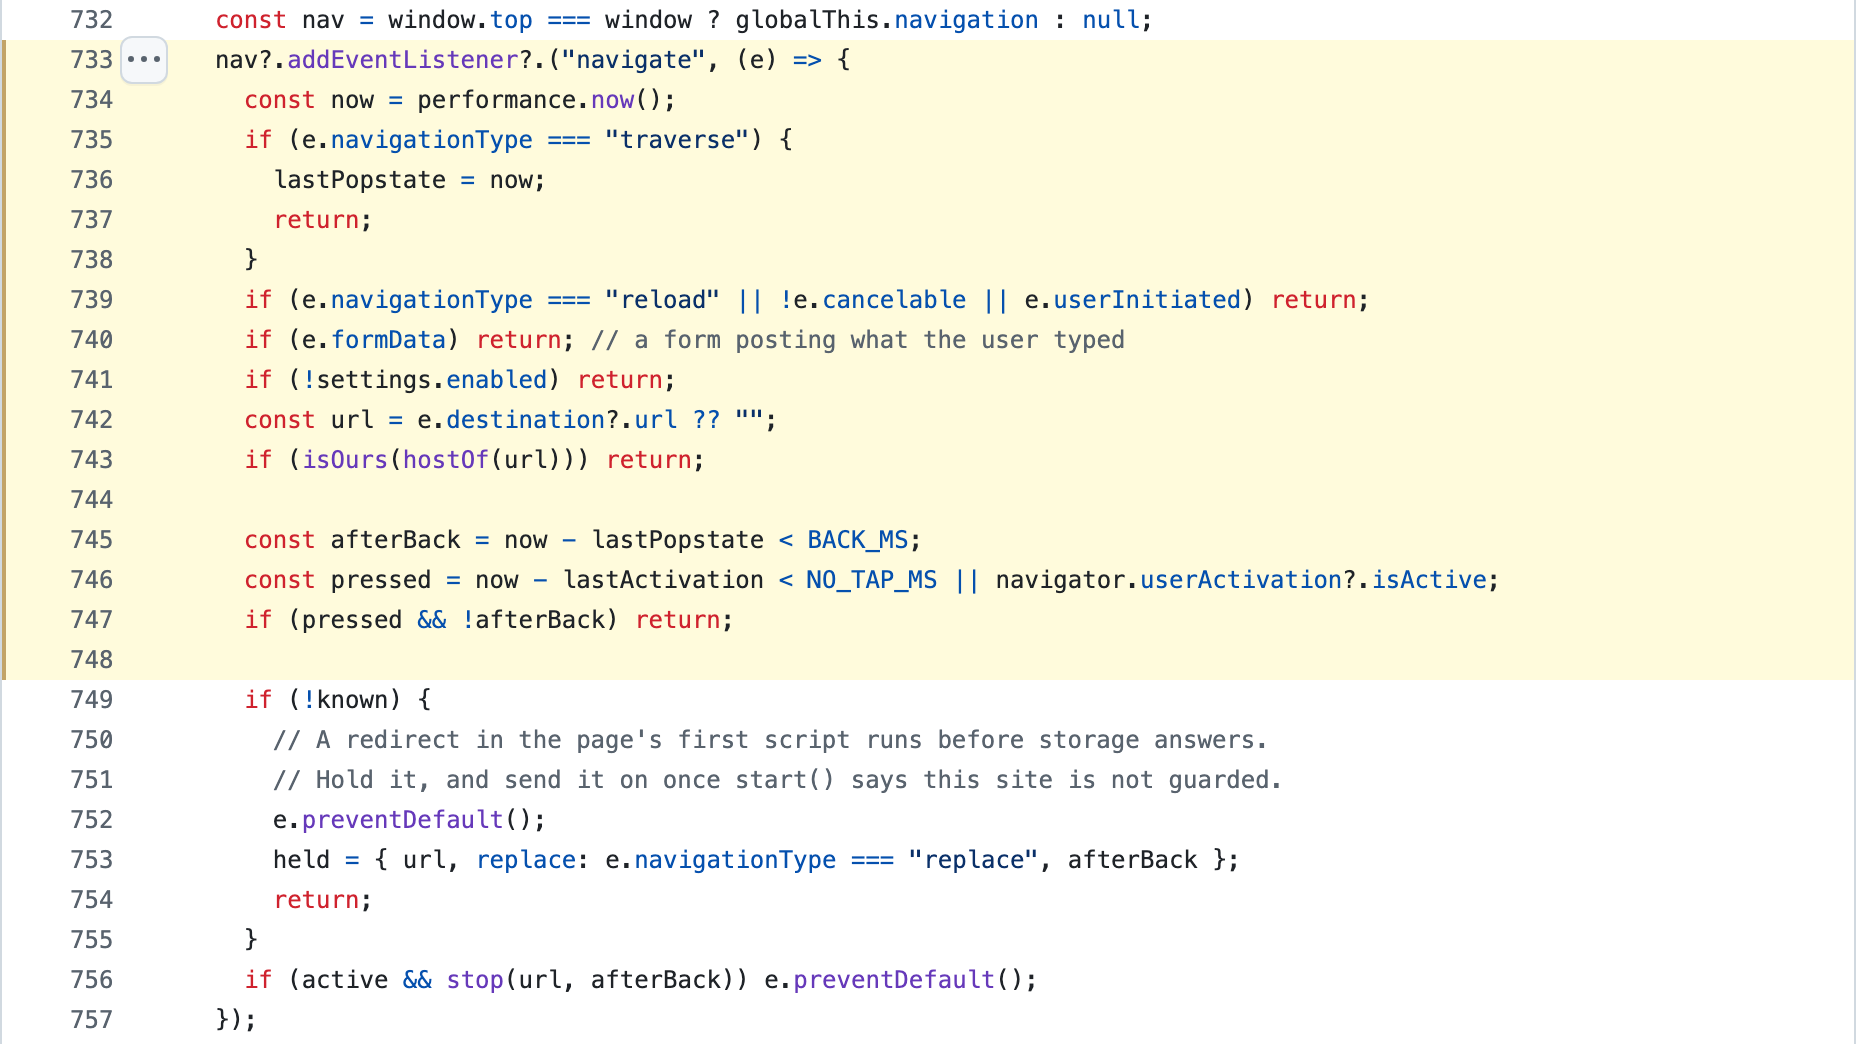 732 const nav = window.top === window ? globalThis.navigation : null;
733 nav?.addEventListener?.("navigate", (e) => {
734 const now = performance.now();
735 if (e.navigationType === "traverse") {
736 lastPopstate = now;
737 return;
738 }
739 if (e.navigationType === "reload" || !e.cancelable || e.userInitiated) return;
740 if (e.formData) return; // a form posting what the user typed
741 if (!settings.enabled) return;
742 const url = e.destination?.url ?? "";
743 if (isOurs(hostOf(url))) return;
744
745 const afterBack = now - lastPopstate < BACK_MS;
746 const pressed = now - lastActivation < NO_TAP_MS || navigator.userActivation?.isActive;
747 if (pressed && !afterBack) return;
748
749 if (!known) {
750 // A redirect in the page's first script runs before storage answers.
751 // Hold it, and send it on once start() says this site is not guarded.
752 e.preventDefault();
753 held = { url, replace: e.navigationType === "replace", afterBack };
754 return;
755 }
756 if (active && stop(url, afterBack)) e.preventDefault();
757 });